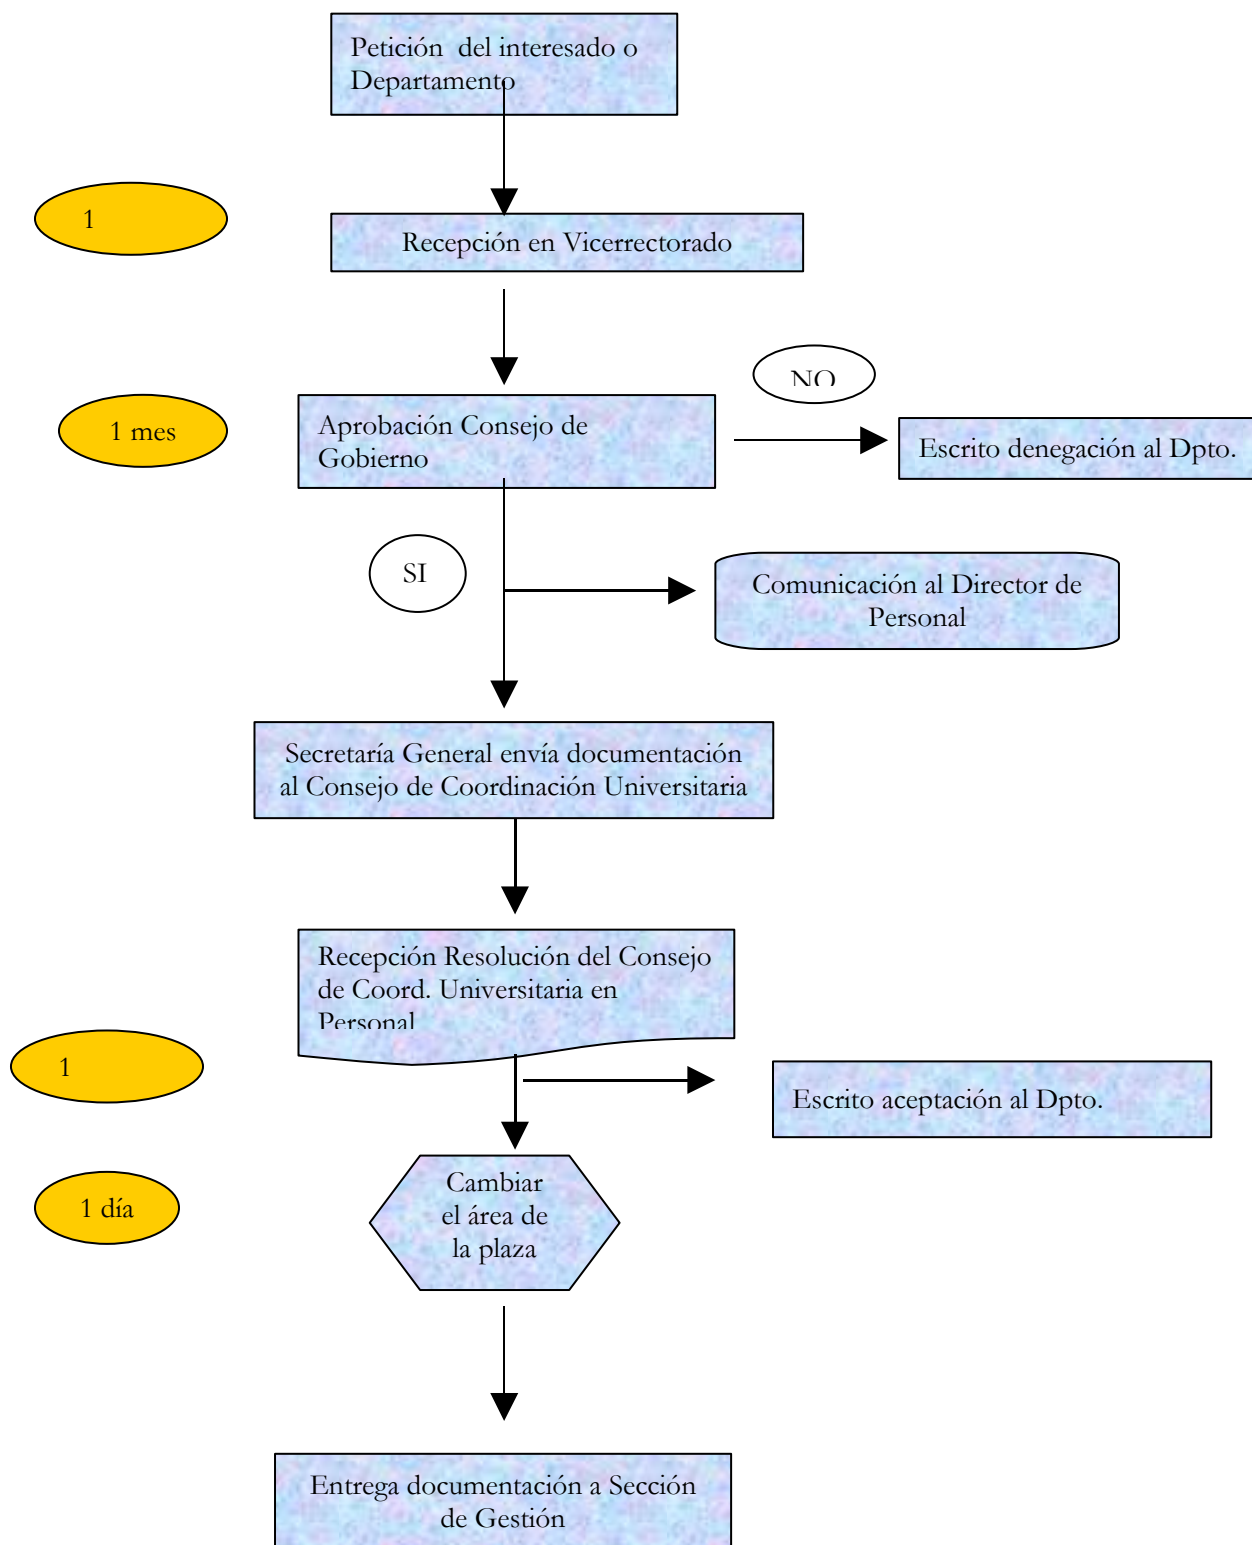 Petición del interesado o
Departamento
1
Recepción en Vicerrectorado
NO
1 mes
Aprobación Consejo de
Gobierno
Escrito denegación al Dpto.
SI
Comunicación al Director de
Personal
Secretaría General envía documentación
al Consejo de Coordinación Universitaria
Recepción Resolución del Consejo
de Coord. Universitaria en
Personal
1
Escrito aceptación al Dpto.
Cambiar
el área de
la plaza
1 día
Entrega documentación a Sección
de Gestión